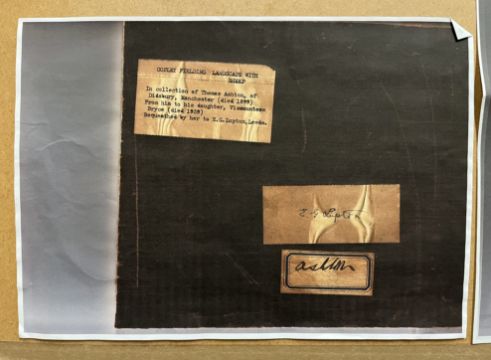 COPLEY FIELDING LANDSCAPE WITH
SHEEP
In collection of Thomas Ashton, of
Didsbury, Manchester (died 1898)
From him to his daughter, Viscountess
Bryce (died 1939)
Bequeathed by her to E.G.Lupton, Leeds.
E G Lupton
Ashton